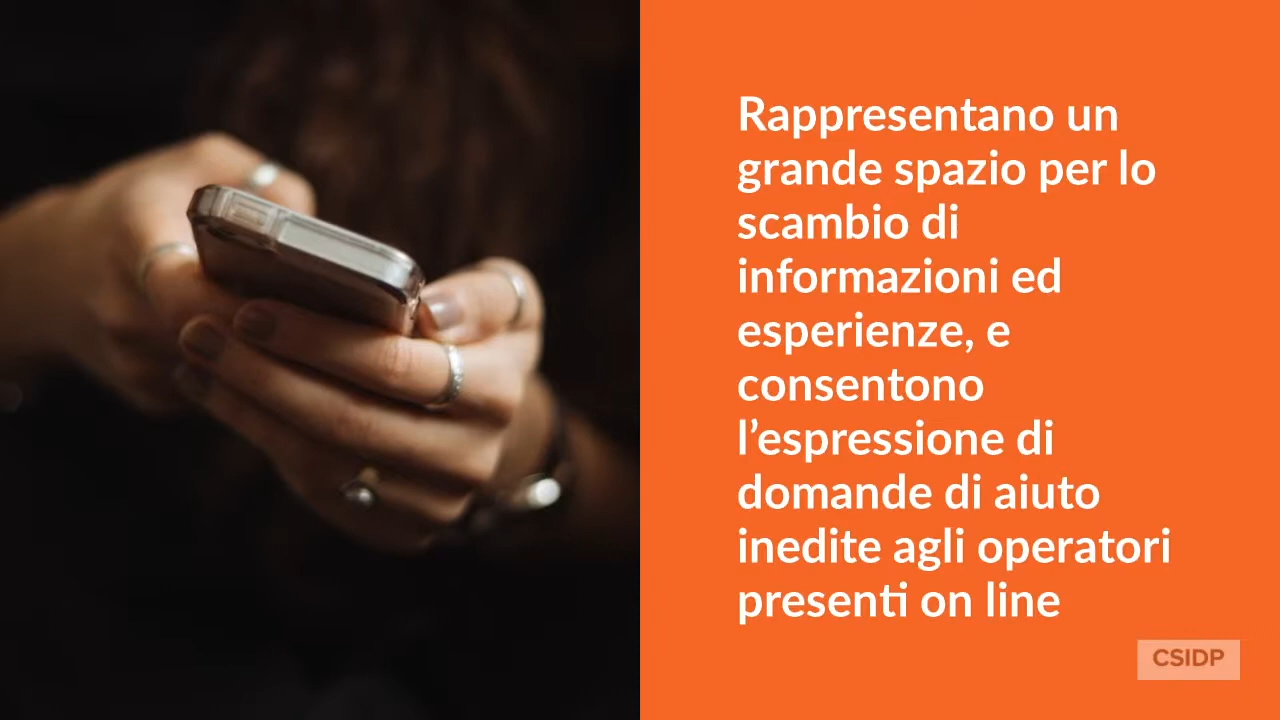 Rappresentano un
grande spazio per lo
scambio di
informazioni ed
esperienze, e
consentono
l’espressione di
domande di aiuto
inedite agli operatori
presenti on line
CSIDP